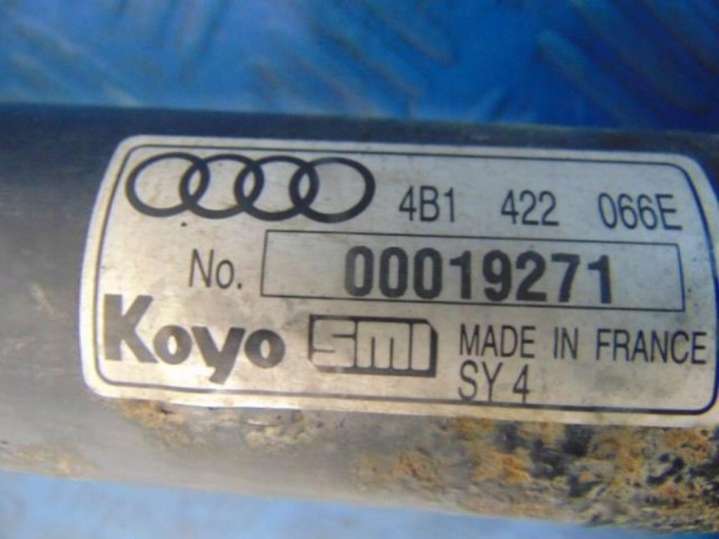 4B1 422 066E
No. 00019271
Koyo SMI MADE IN FRANCE
SY 4